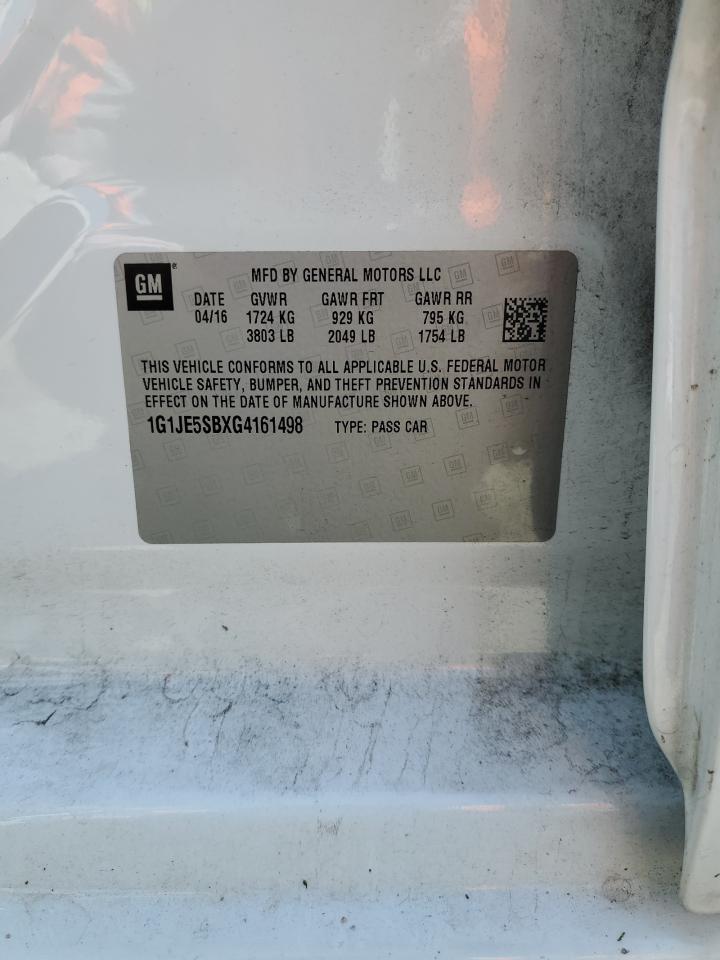 GM ®
MFD BY GENERAL MOTORS LLC
DATE GVWR GAWR FRT GAWR RR
04/16 1724 KG 929 KG 795 KG
3803 LB 2049 LB 1754 LB
THIS VEHICLE CONFORMS TO ALL APPLICABLE U.S. FEDERAL MOTOR
VEHICLE SAFETY, BUMPER, AND THEFT PREVENTION STANDARDS IN
EFFECT ON THE DATE OF MANUFACTURE SHOWN ABOVE.
1G1JE5SBXG4161498 TYPE: PASS CAR